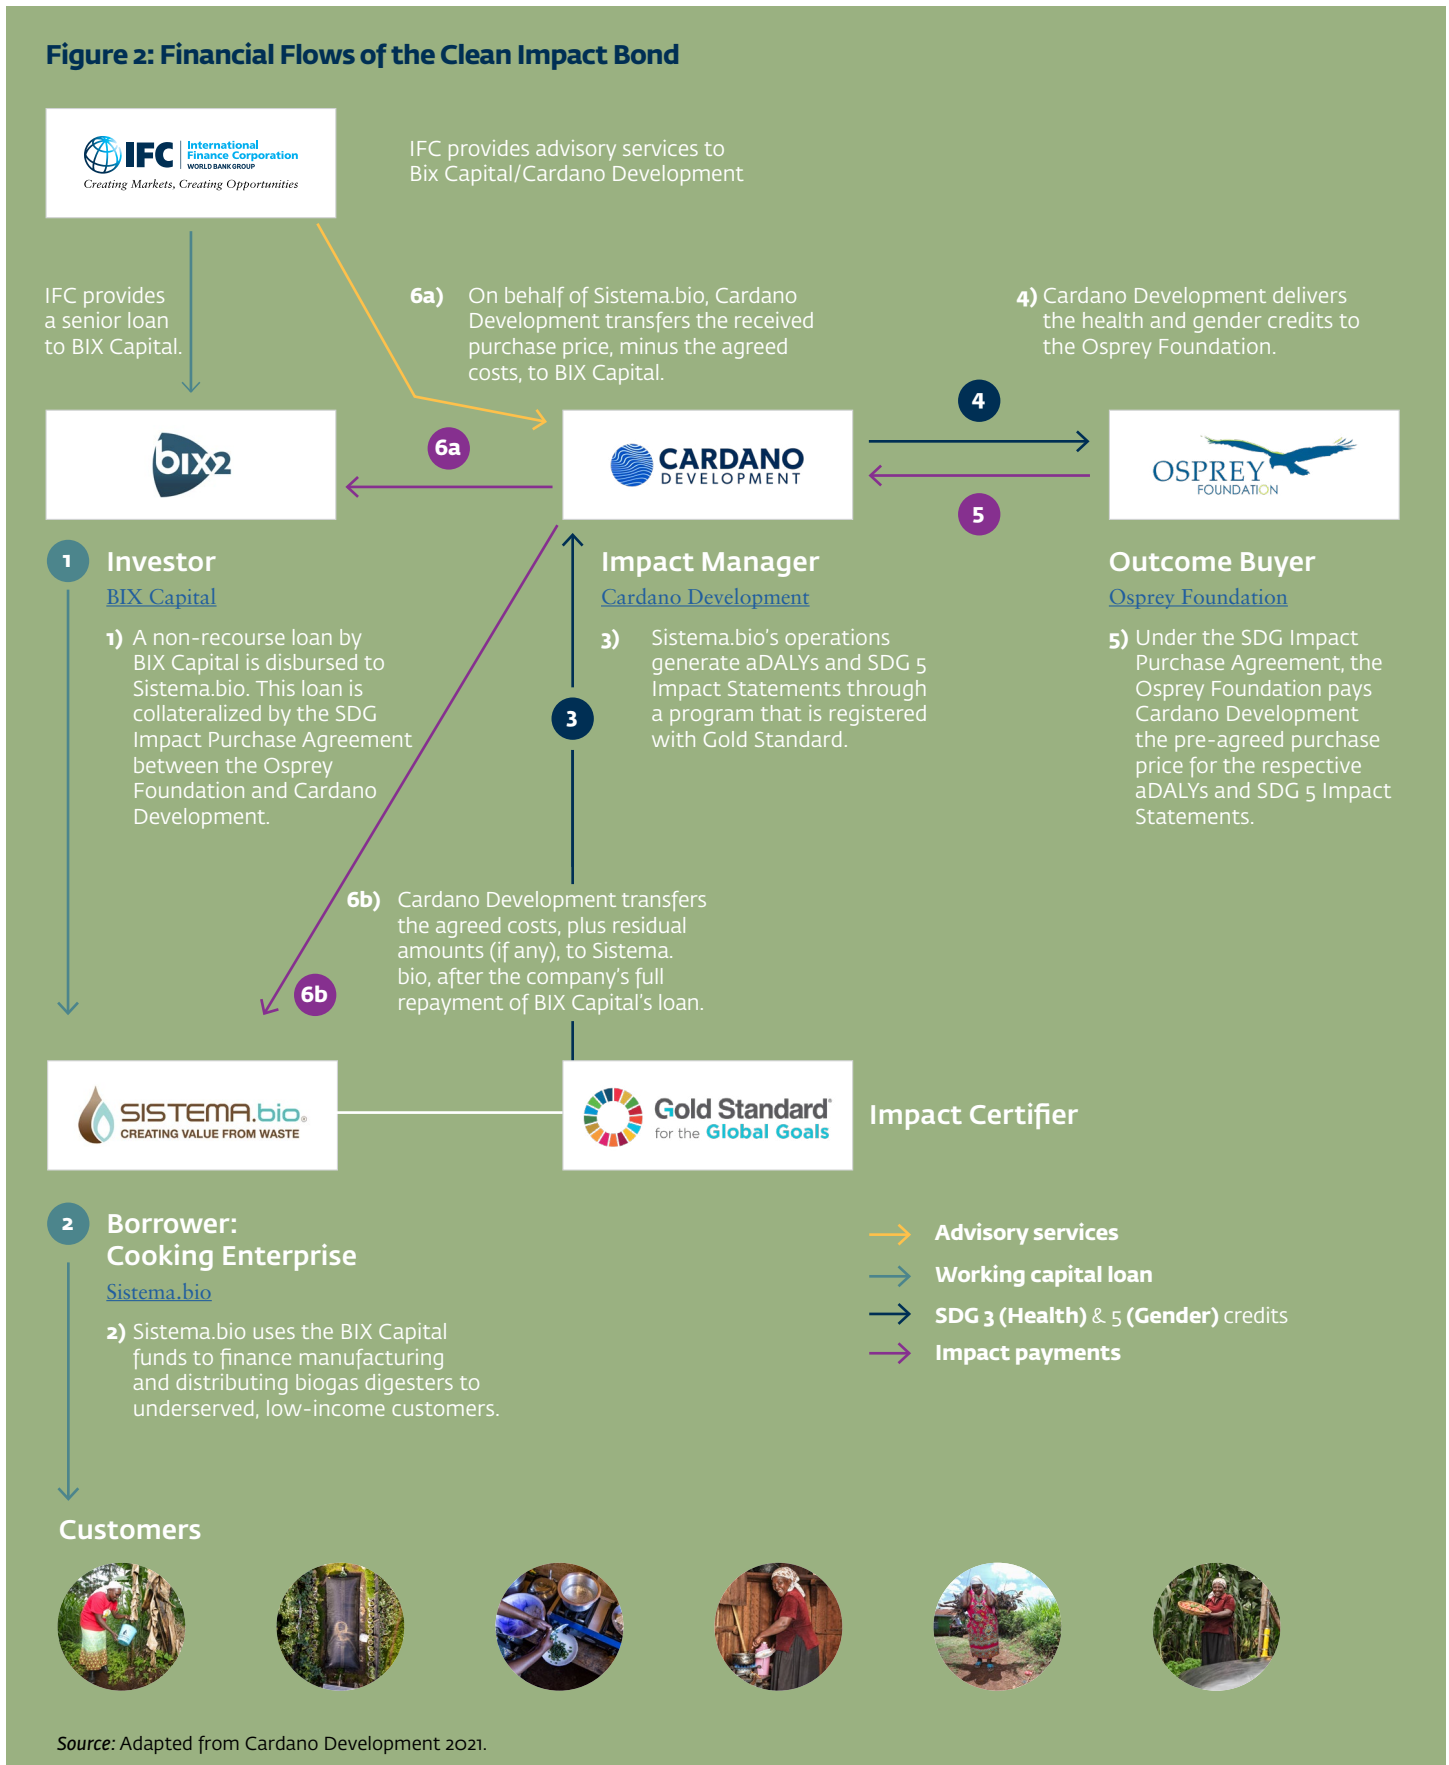 Figure 2: Financial Flows of the Clean Impact Bond
IFC
International
Finance Corporation
WORLD BANK GROUP
Creating Markets, Creating Opportunities
IFC provides advisory services to
Bix Capital/Cardano Development
IFC provides
a senior loan
to BIX Capital.
6a) On behalf of Sistema.bio, Cardano
Development transfers the received
purchase price, minus the agreed
costs, to BIX Capital.
4) Cardano Development delivers
the health and gender credits to
the Osprey Foundation.
bix2
6a
CARDANO
DEVELOPMENT
4
5
OSPREY
FOUNDATION
1
Investor
BIX Capital
1) A non-recourse loan by
BIX Capital is disbursed to
Sistema.bio. This loan is
collateralized by the SDG
Impact Purchase Agreement
between the Osprey
Foundation and Cardano
Development.
Impact Manager
Cardano Development
3) Sistema.bio's operations
generate aDALYs and SDG 5
Impact Statements through
a program that is registered
with Gold Standard.
3
Outcome Buyer
Osprey Foundation
5) Under the SDG Impact
Purchase Agreement, the
Osprey Foundation pays
Cardano Development
the pre-agreed purchase
price for the respective
aDALYs and SDG 5 Impact
Statements.
6b) Cardano Development transfers
the agreed costs, plus residual
amounts (if any), to Sistema.
bio, after the company's full
repayment of BIX Capital's loan.
6b
SISTEMA.bio®
CREATING VALUE FROM WASTE
Gold Standard®
for the Global Goals
Impact Certifier
2
Borrower:
Cooking Enterprise
Sistema.bio
2) Sistema.bio uses the BIX Capital
funds to finance manufacturing
and distributing biogas digesters to
underserved, low-income customers.
Advisory services
Working capital loan
SDG 3 (Health) & 5 (Gender) credits
Impact payments
Customers
Source: Adapted from Cardano Development 2021.